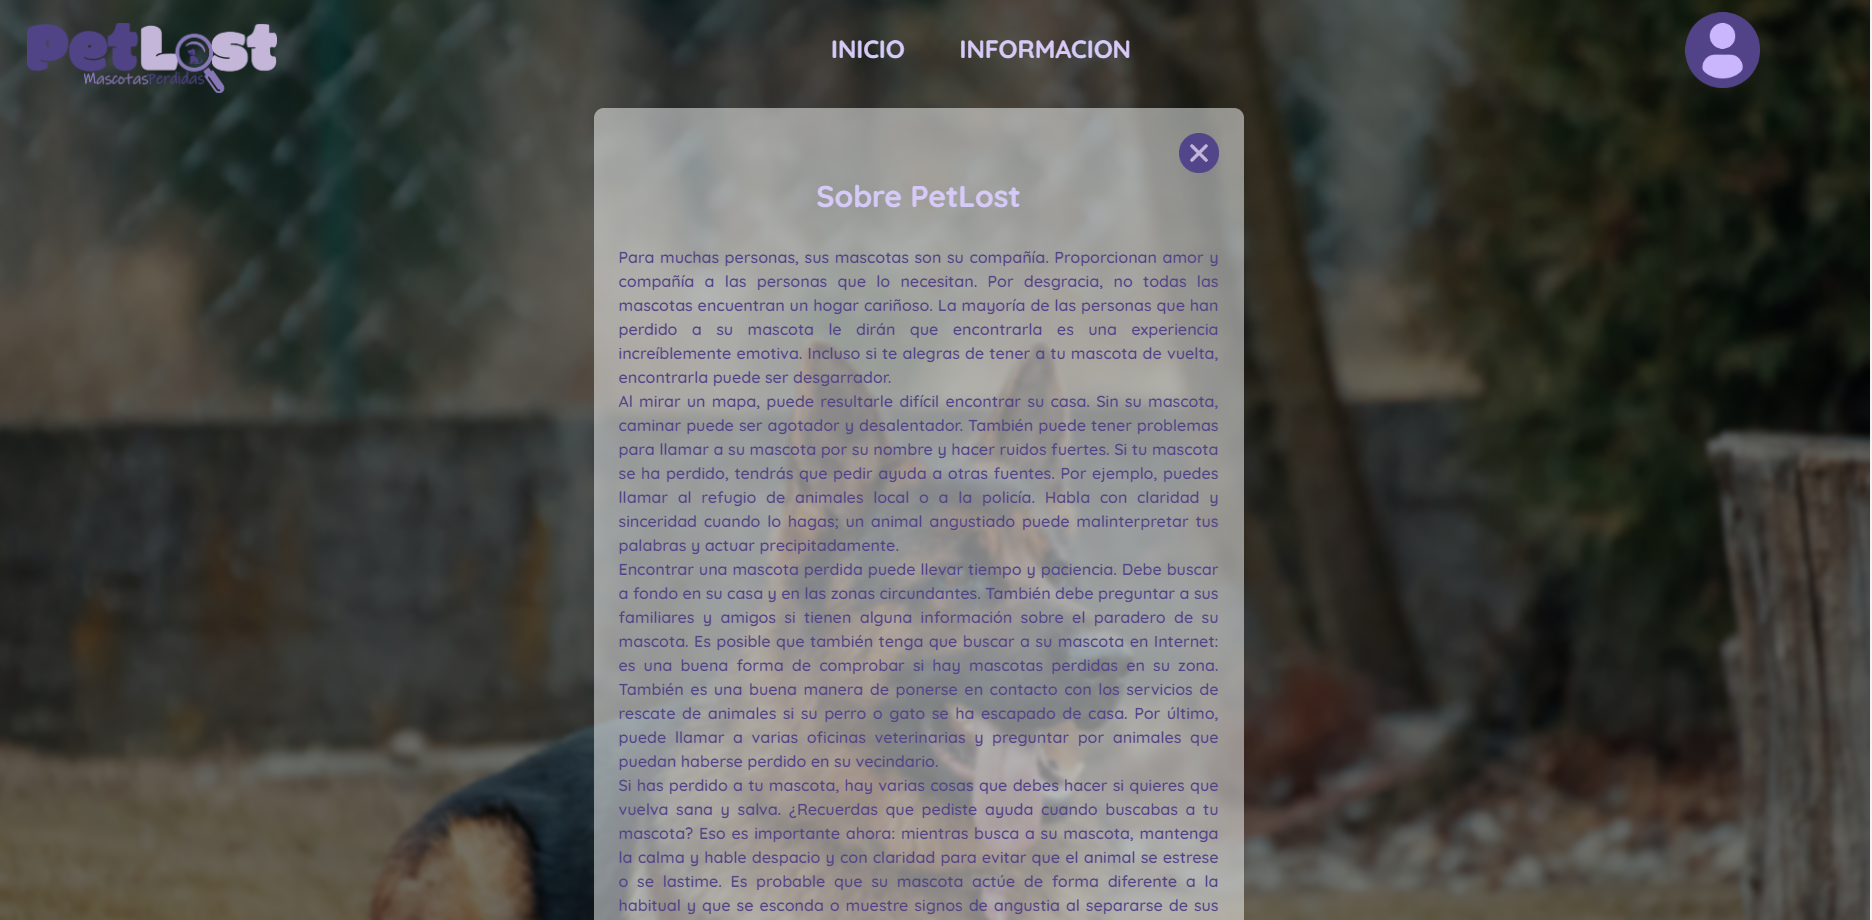 PetLost
MascotasPerdidas
INICIO INFORMACION
Sobre PetLost
Para muchas personas, sus mascotas son su compañía. Proporcionan amor y
compañía a las personas que lo necesitan. Por desgracia, no todas las
mascotas encuentran un hogar cariñoso. La mayoría de las personas que han
perdido a su mascota le dirán que encontrarla es una experiencia
increíblemente emotiva. Incluso si te alegras de tener a tu mascota de vuelta,
encontrarla puede ser desgarrador.
Al mirar un mapa, puede resultarle difícil encontrar su casa. Sin su mascota,
caminar puede ser agotador y desalentador. También puede tener problemas
para llamar a su mascota por su nombre y hacer ruidos fuertes. Si tu mascota
se ha perdido, tendrás que pedir ayuda a otras fuentes. Por ejemplo, puedes
llamar al refugio de animales local o a la policía. Habla con claridad y
sinceridad cuando lo hagas; un animal angustiado puede malinterpretar tus
palabras y actuar precipitadamente.
Encontrar una mascota perdida puede llevar tiempo y paciencia. Debe buscar
a fondo en su casa y en las zonas circundantes. También debe preguntar a sus
familiares y amigos si tienen alguna información sobre el paradero de su
mascota. Es posible que también tenga que buscar a su mascota en Internet:
es una buena forma de comprobar si hay mascotas perdidas en su zona.
También es una buena manera de ponerse en contacto con los servicios de
rescate de animales si su perro o gato se ha escapado de casa. Por último,
puede llamar a varias oficinas veterinarias y preguntar por animales que
puedan haberse perdido en su vecindario.
Si has perdido a tu mascota, hay varias cosas que debes hacer si quieres que
vuelva sana y salva. ¿Recuerdas que pediste ayuda cuando buscabas a tu
mascota? Eso es importante ahora: mientras busca a su mascota, mantenga
la calma y hable despacio y con claridad para evitar que el animal se estrese
o se lastime. Es probable que su mascota actúe de forma diferente a la
habitual y que se esconda o muestre signos de angustia al separarse de sus